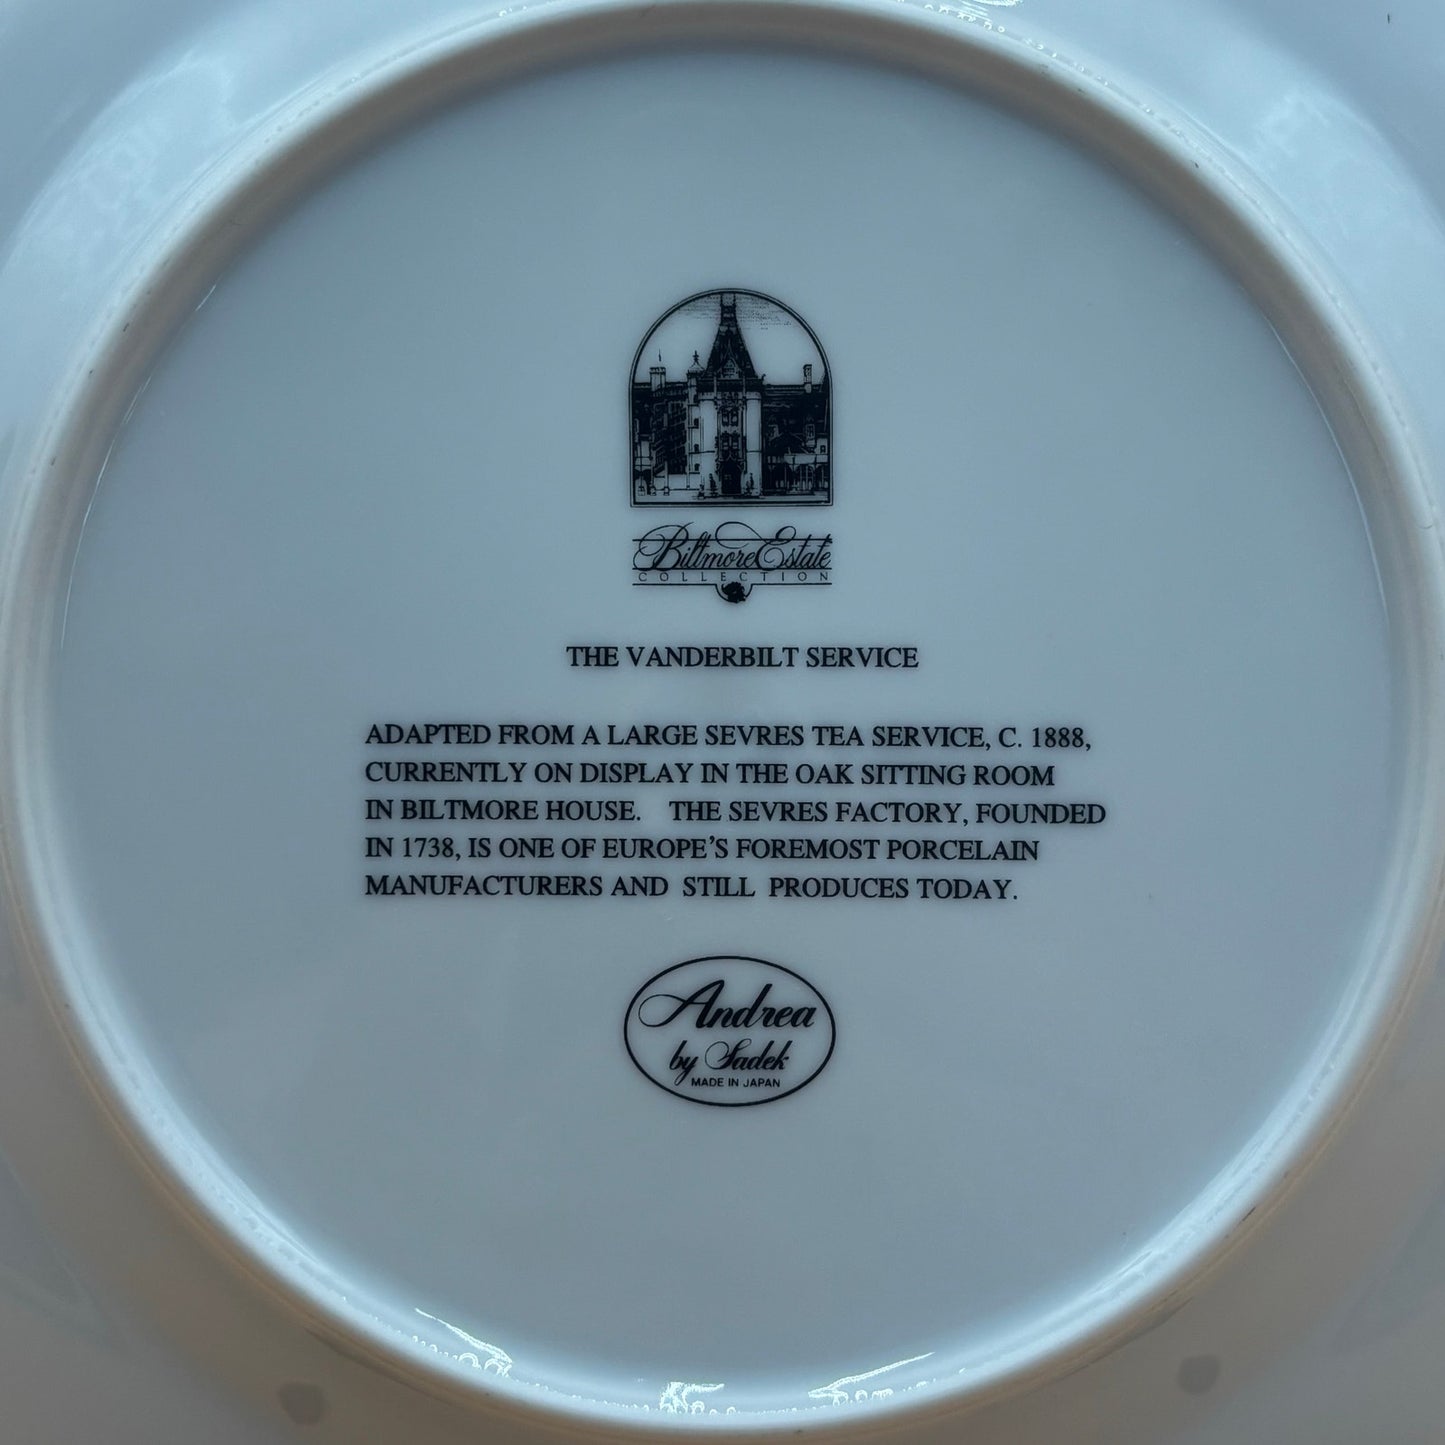 Biltmore Estate
COLLECTION
THE VANDERBILT SERVICE
ADAPTED FROM A LARGE SEVRES TEA SERVICE, C. 1888,
CURRENTLY ON DISPLAY IN THE OAK SITTING ROOM
IN BILTMORE HOUSE. THE SEVRES FACTORY, FOUNDED
IN 1738, IS ONE OF EUROPE'S FOREMOST PORCELAIN
MANUFACTURERS AND STILL PRODUCES TODAY.
Andrea
by Sadek
MADE IN JAPAN